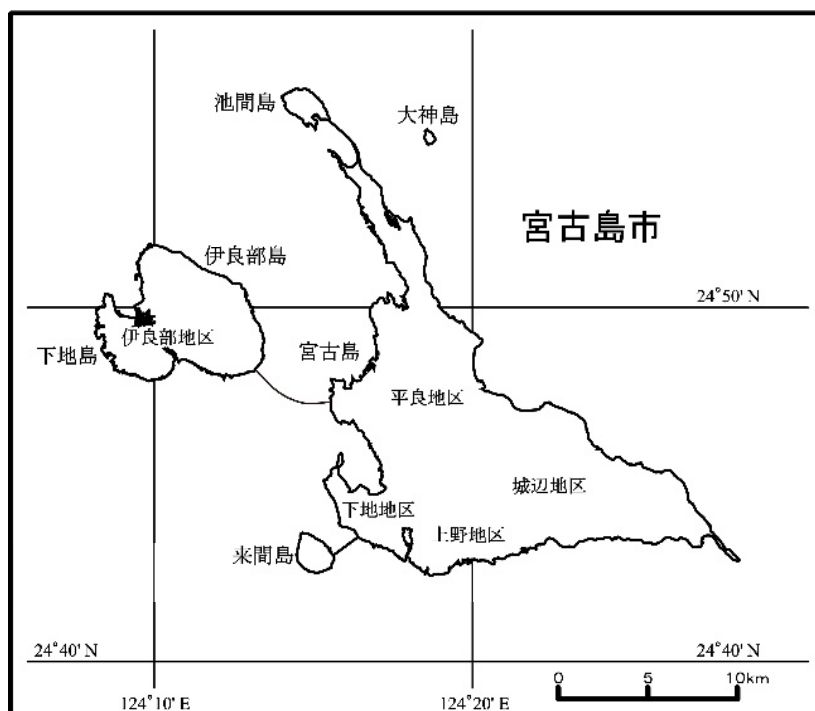 池間島
大神島
宮古島市
伊良部島
24°50' N
伊良部地区
下地島
宮古島
平良地区
城辺地区
下地地区
上野地区
来間島
24°40' N
24°40' N
0 5 10km
124°10' E
124°20' E